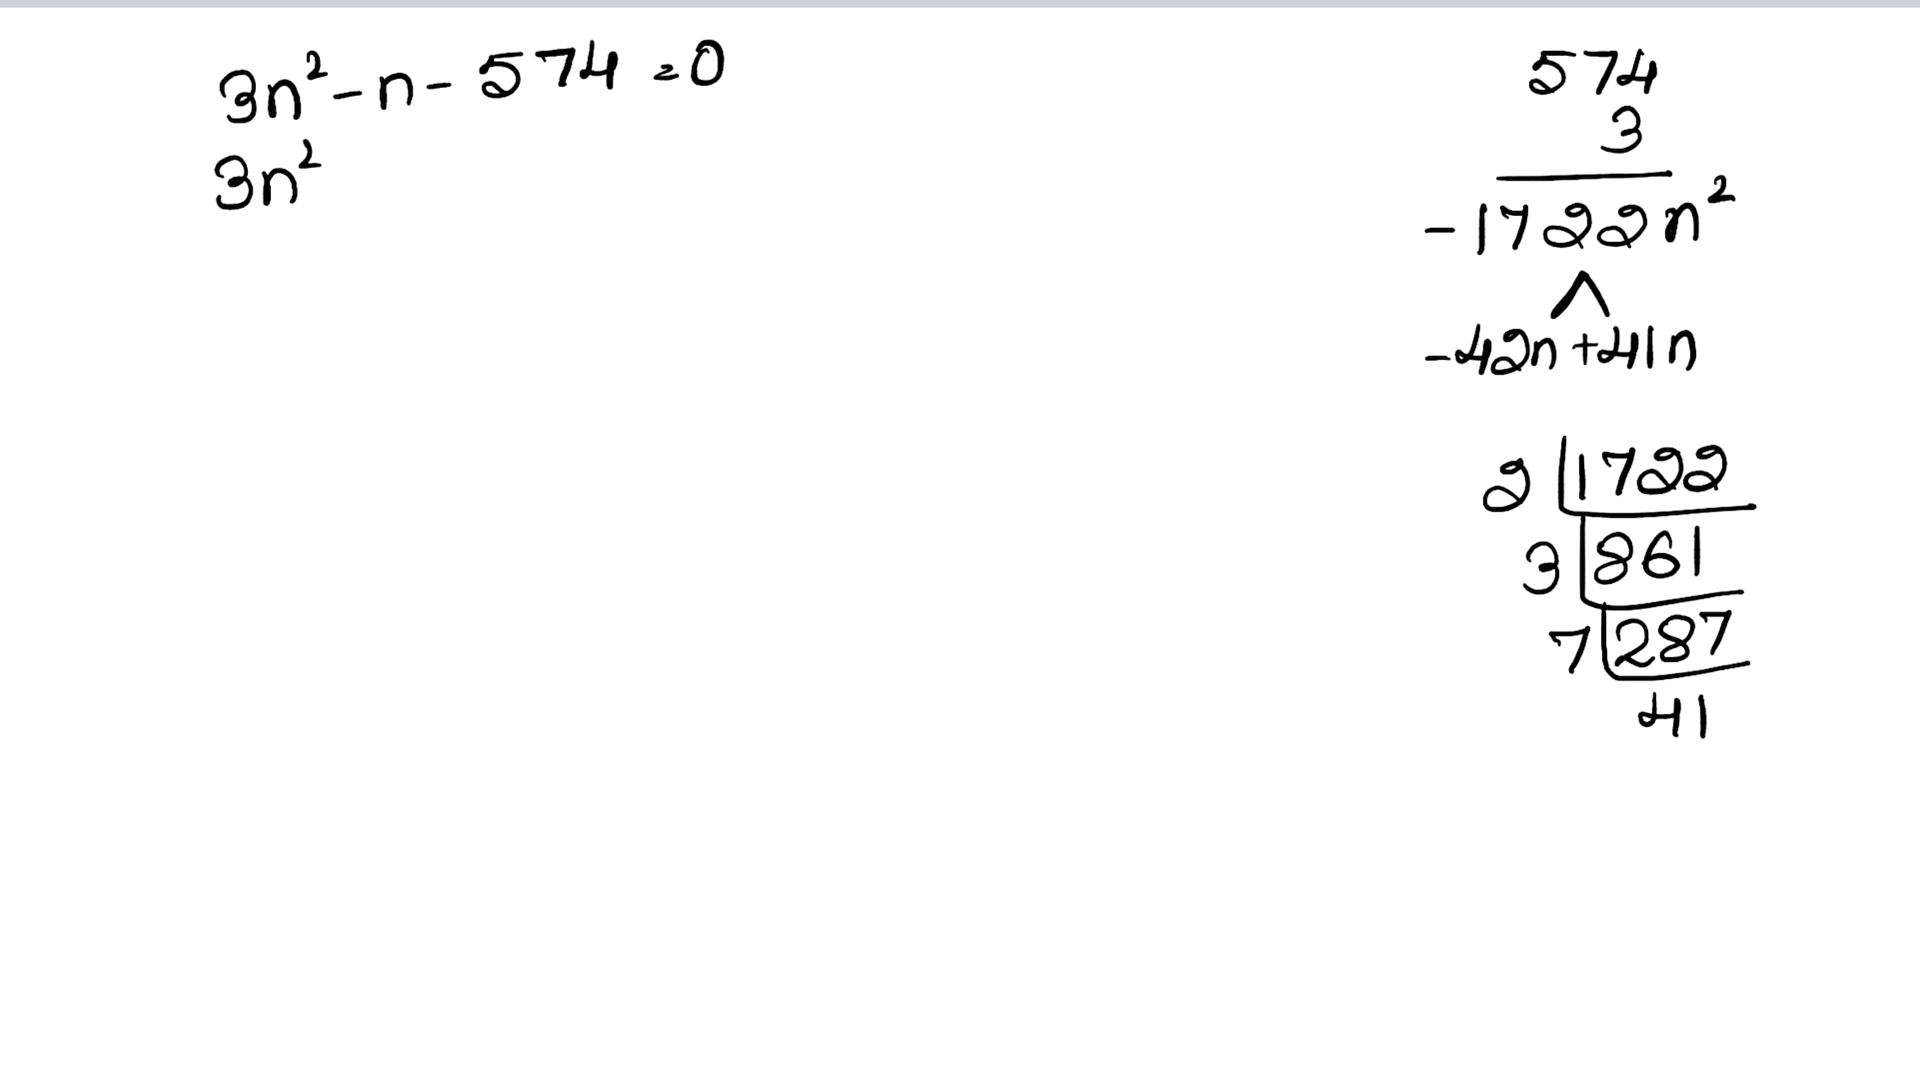 3n² - n - 574 = 0
3n²
574
3
-1722n²
-42n + 41n
2 | 1722
3 | 861
7 | 287
41